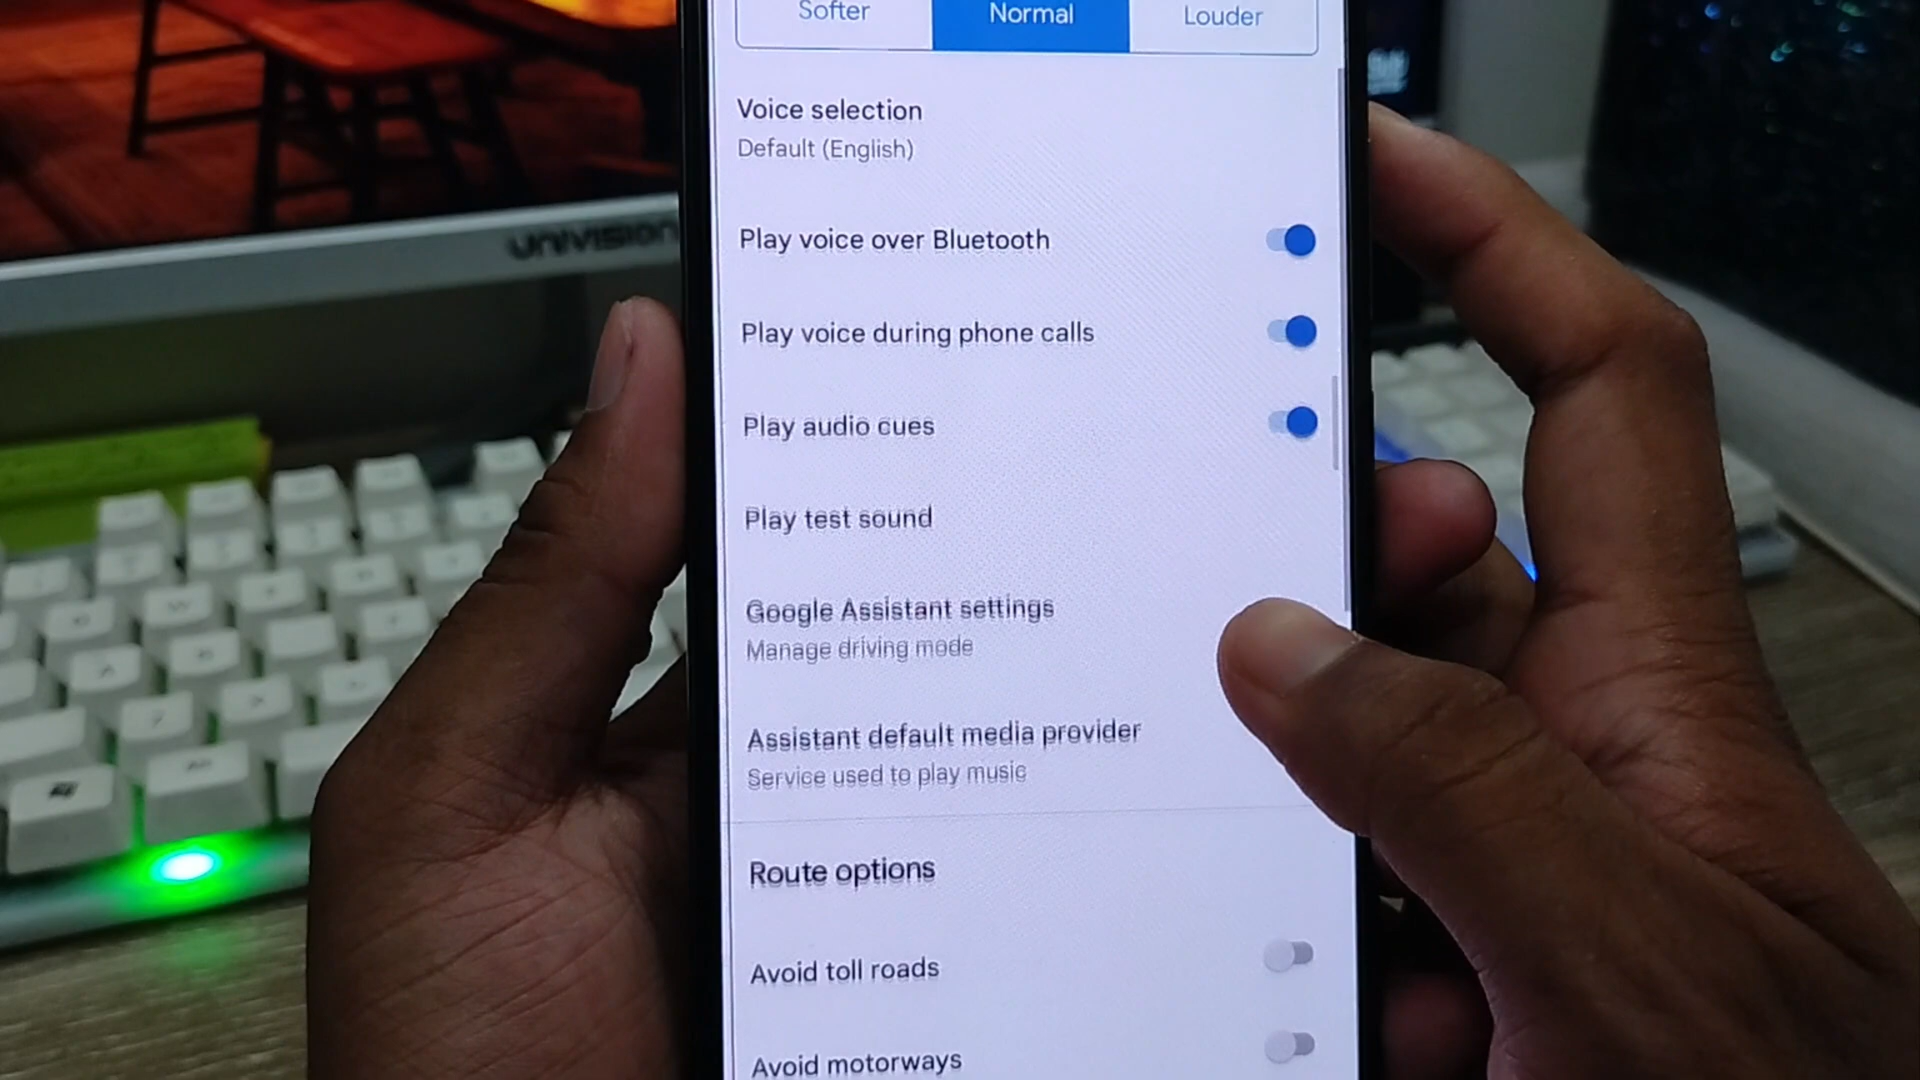 Softer Normal Louder
Voice selection
Default (English)
UNIVISION
Play voice over Bluetooth
Play voice during phone calls
Play audio cues
Play test sound
Google Assistant settings
Manage driving mode
Assistant default media provider
Service used to play music
Route options
Avoid toll roads
Avoid motorways